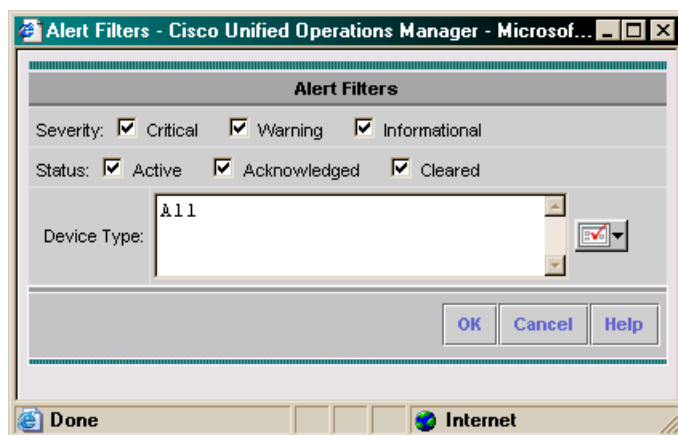 Alert Filters - Cisco Unified Operations Manager - Microsof...
Alert Filters
Severity: Critical Warning Informational
Status: Active Acknowledged Cleared
All
Device Type:
OK Cancel Help
Done Internet